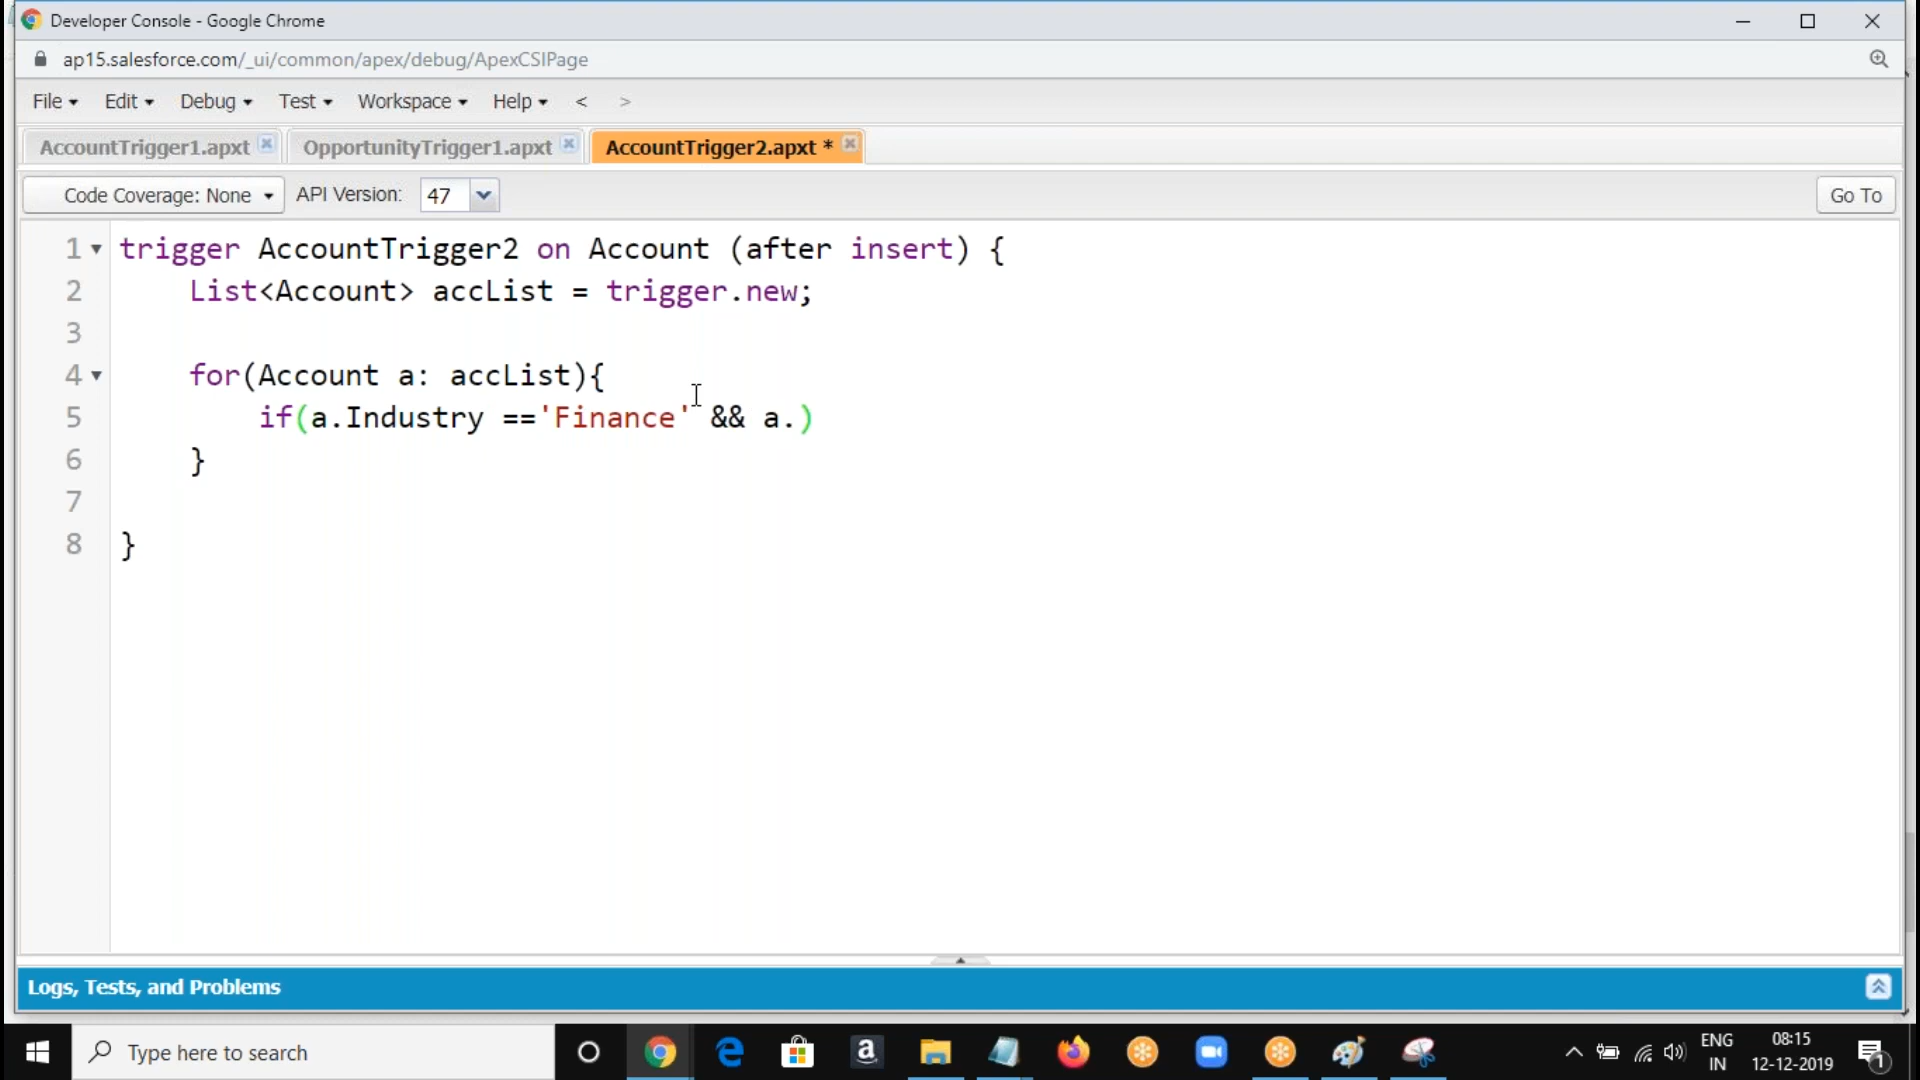 Developer Console - Google Chrome
ap15.salesforce.com/_ui/common/apex/debug/ApexCSIPage
File Edit Debug Test Workspace Help < >
AccountTrigger1.apxt OpportunityTrigger1.apxt AccountTrigger2.apxt *
Code Coverage: None API Version: 47 Go To
1 trigger AccountTrigger2 on Account (after insert) {
2 List<Account> accList = trigger.new;
3
4 for(Account a: accList){
5 if(a.Industry =='Finance' && a.)
6 }
7
8 }
Logs, Tests, and Problems
Type here to search
ENG 08:15
IN 12-12-2019 1